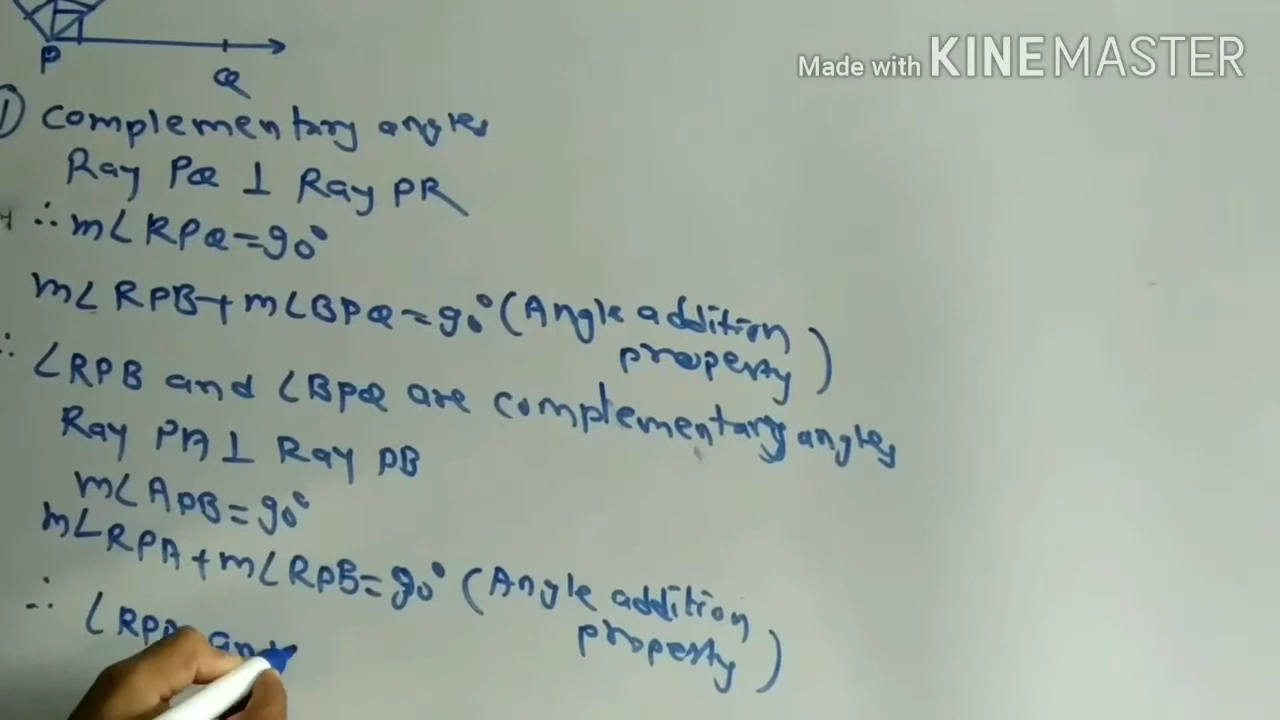 Made with KINEMASTER
P
Q
① Complementary angles
Ray PQ ⊥ Ray PR
∴ m∠RPQ=90°
m∠RPB+m∠BPQ=90° (Angle addition
property)
∴ ∠RPB and ∠BPQ are complementary angles
Ray PA ⊥ Ray PB
m∠APB=90°
m∠RPA+m∠RPB=90° (Angle addition
property)
∴ ∠RPA and